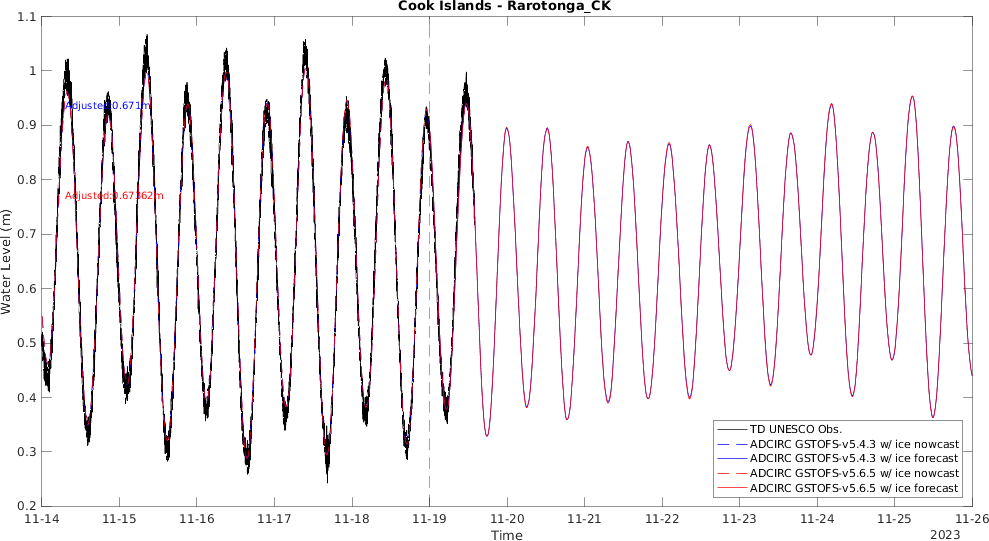 Cook Islands - Rarotonga_CK
1.1
1
0.9
0.8
0.7
0.6
0.5
0.4
0.3
0.2
Water Level (m)
Adjusted:0.671m
Adjusted:0.67362m
TD UNESCO Obs.
ADCIRC GSTOFS-v5.4.3 w/ ice nowcast
ADCIRC GSTOFS-v5.4.3 w/ ice forecast
ADCIRC GSTOFS-v5.6.5 w/ ice nowcast
ADCIRC GSTOFS-v5.6.5 w/ ice forecast
11-14 11-15 11-16 11-17 11-18 11-19 11-20 11-21 11-22 11-23 11-24 11-25 11-26
Time
2023